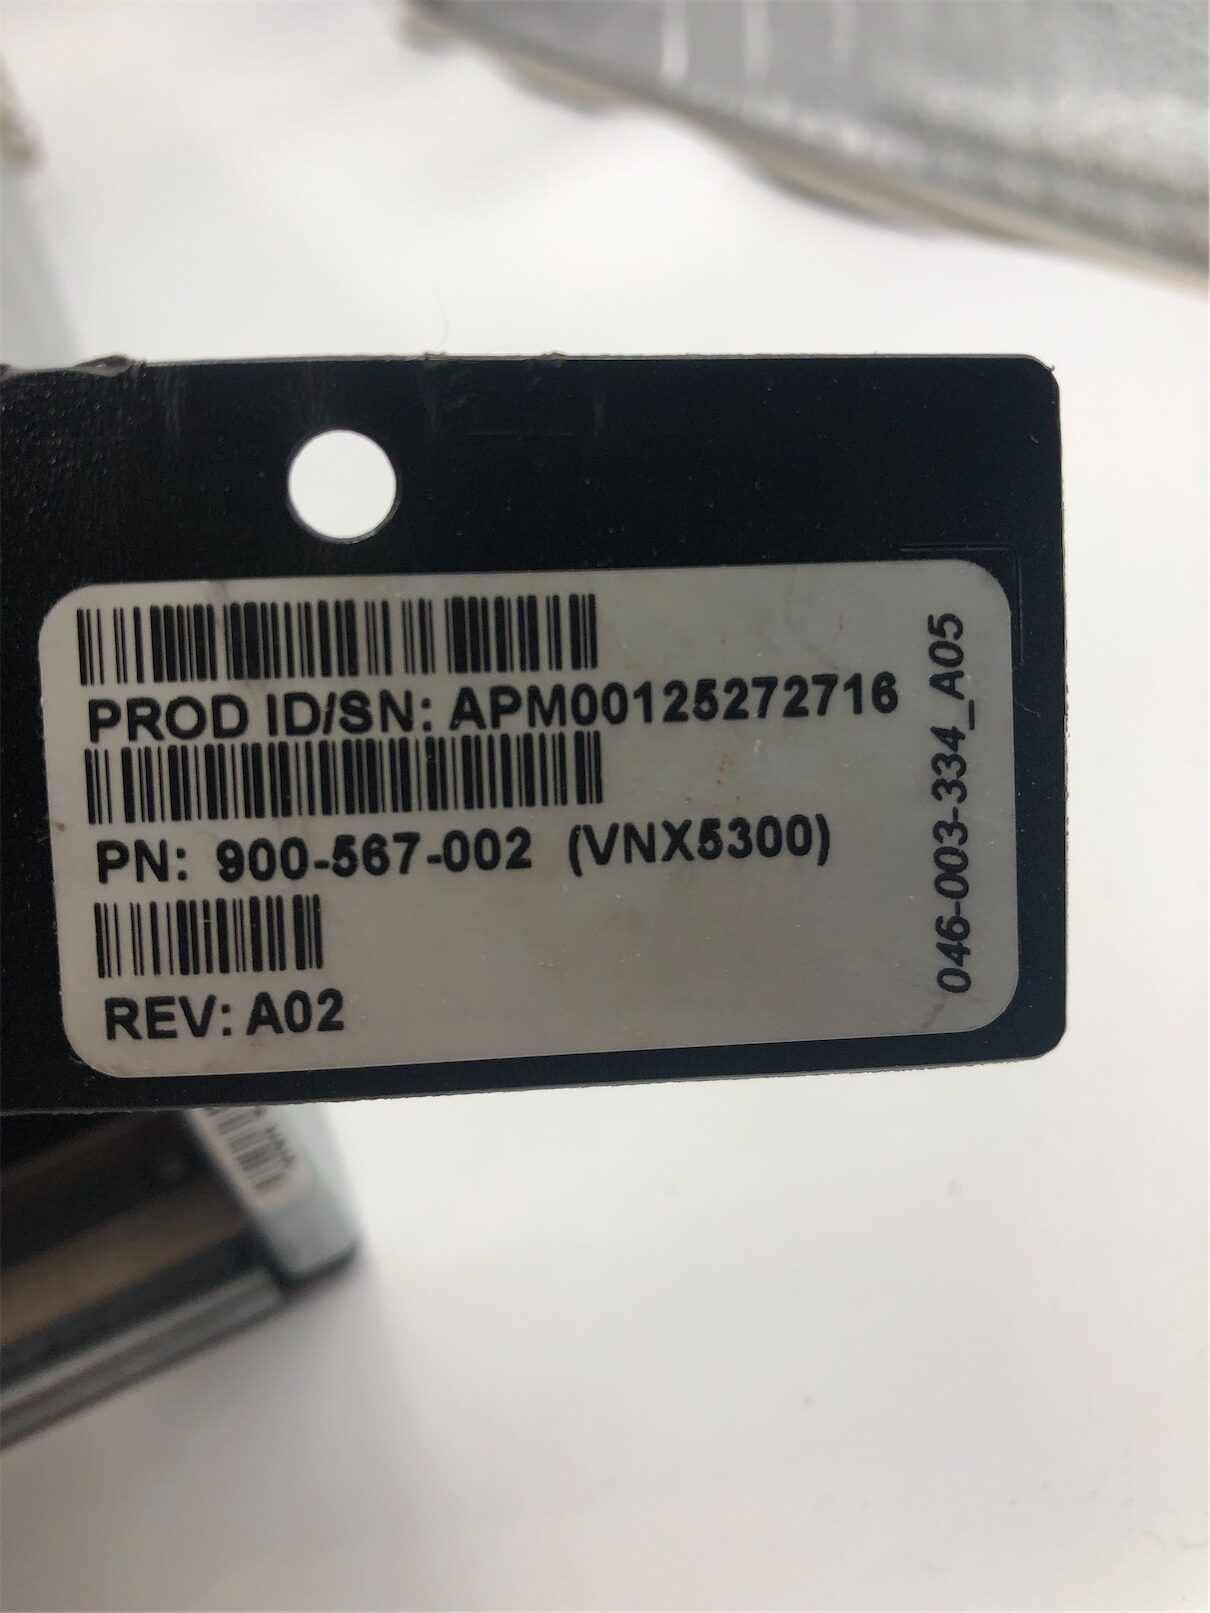 PROD ID/SN: APM00125272716
PN: 900-567-002 (VNX5300)
REV: A02
046-003-334_A05